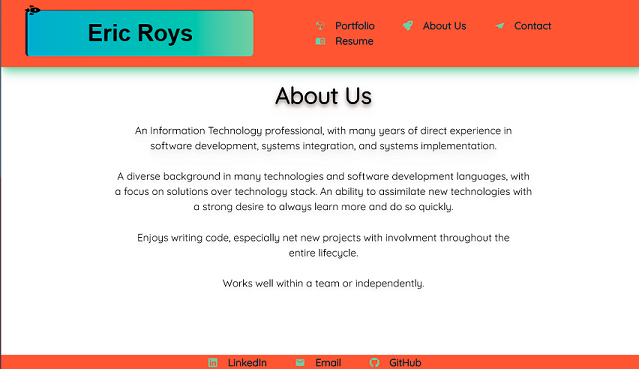 Eric Roys
Portfolio
About Us
Contact
Resume
About Us
An Information Technology professional, with many years of direct experience in
software development, systems integration, and systems implementation.
A diverse background in many technologies and software development languages, with
a focus on solutions over technology stack. An ability to assimilate new technologies with
a strong desire to always learn more and do so quickly.
Enjoys writing code, especially net new projects with involvment throughout the
entire lifecycle.
Works well within a team or independently.
LinkedIn
Email
GitHub